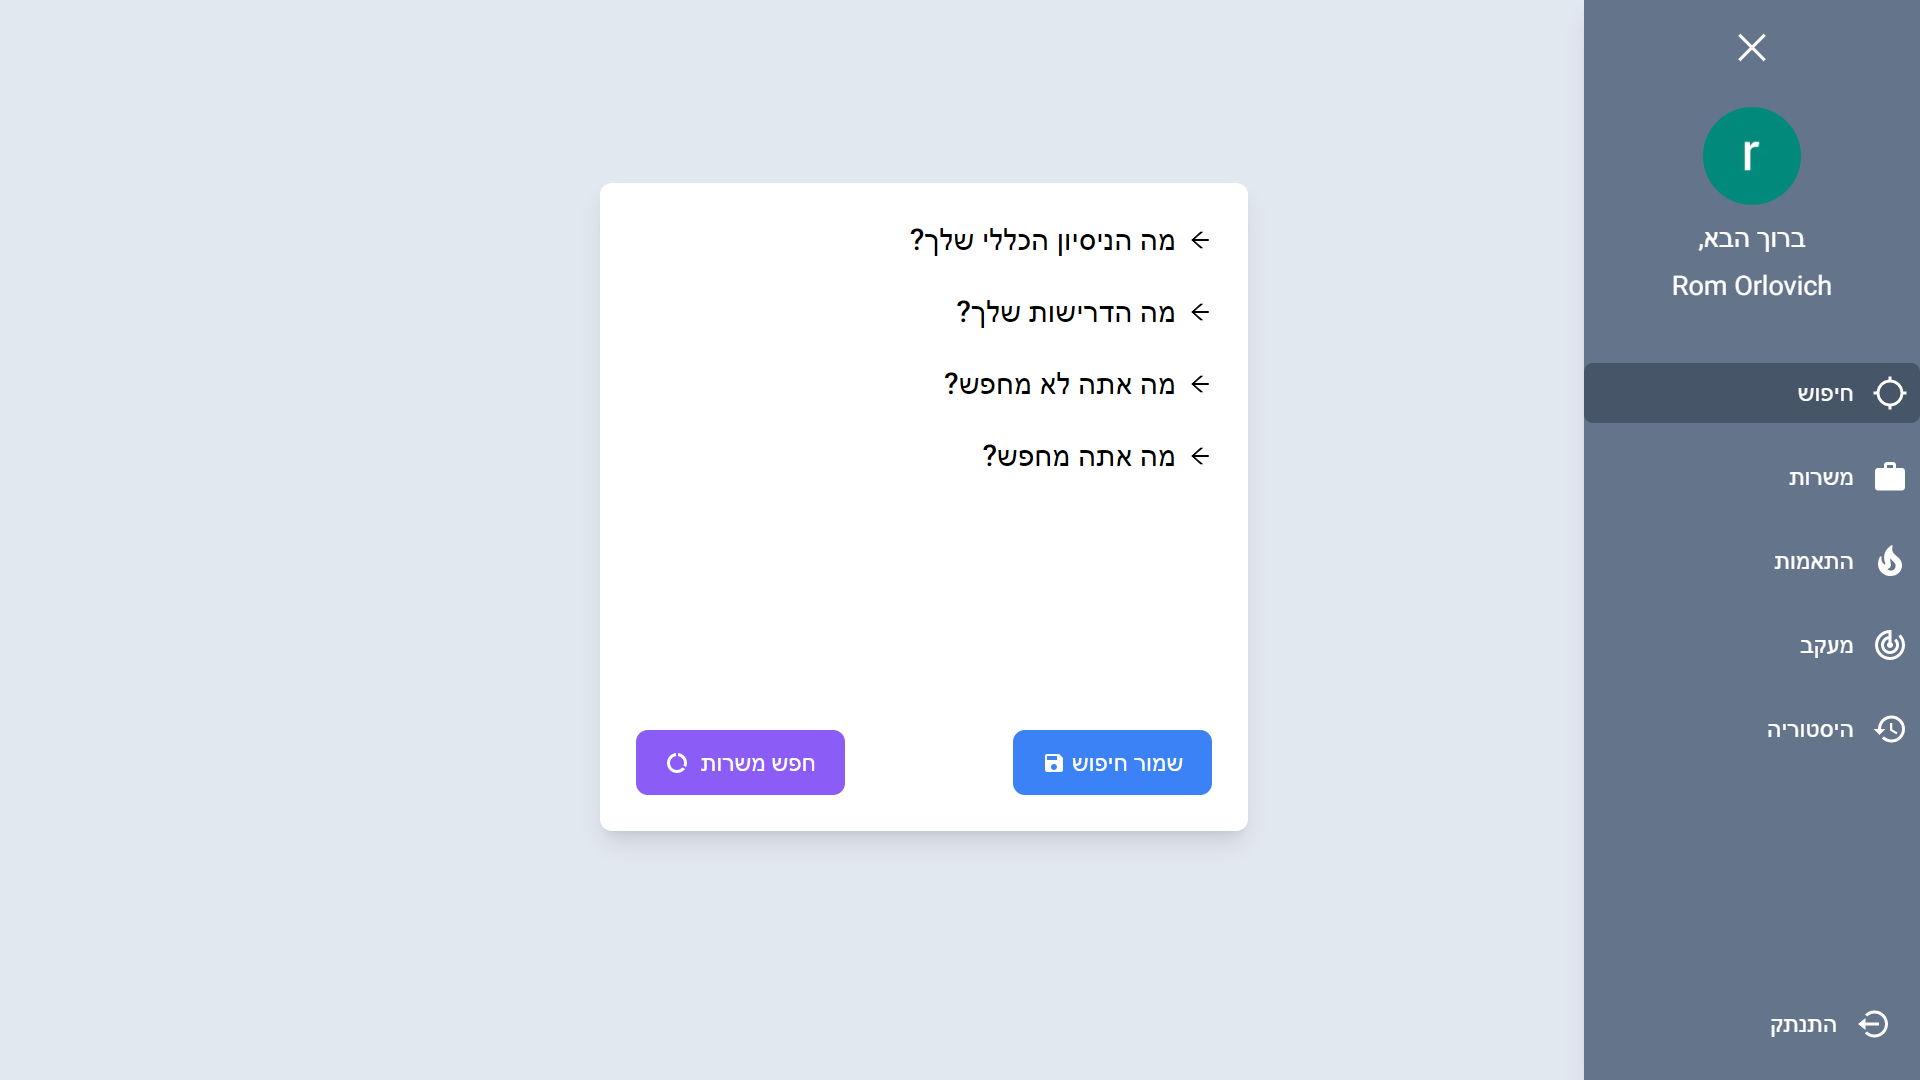 r
ברוך הבא,
Rom Orlovich
חיפוש
משרות
התאמות
מעקב
היסטוריה
התנתק
מה הניסיון הכללי שלך?
מה הדרישות שלך?
מה אתה לא מחפש?
מה אתה מחפש?
שמור חיפוש
חפש משרות